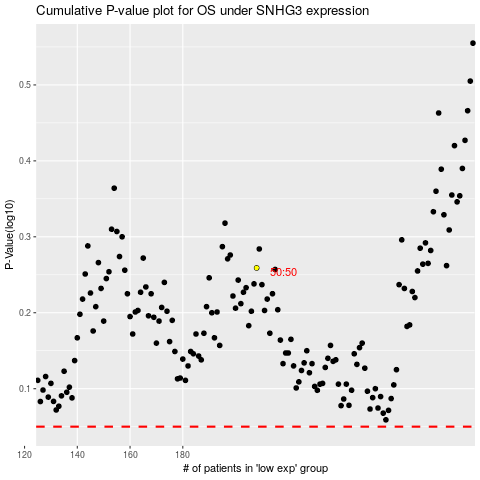 Cumulative P-value plot for OS under SNHG3 expression
P-Value(log10)
0.5
0.4
0.3
0.2
0.1
50:50
120 140 160 180
# of patients in 'low exp' group